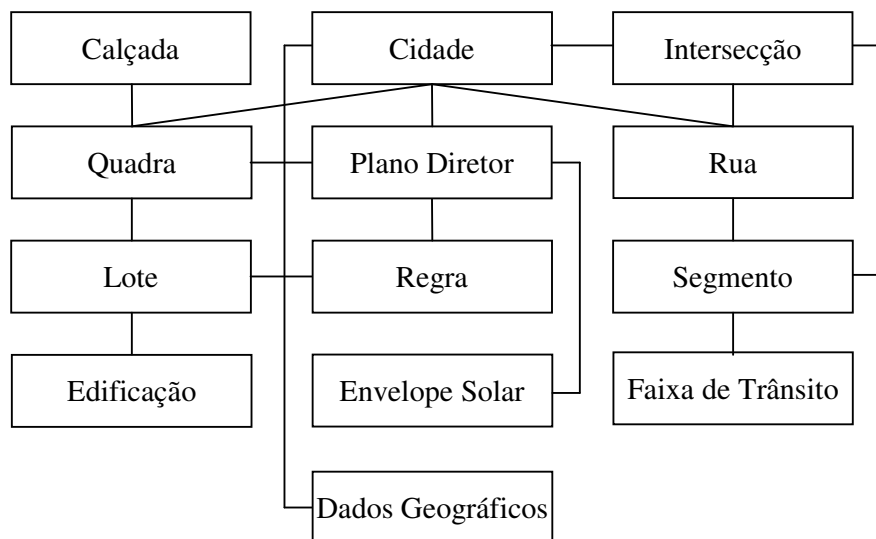 Calçada
Cidade
Intersecção
Quadra
Plano Diretor
Rua
Lote
Regra
Segmento
Edificação
Envelope Solar
Faixa de Trânsito
Dados Geográficos